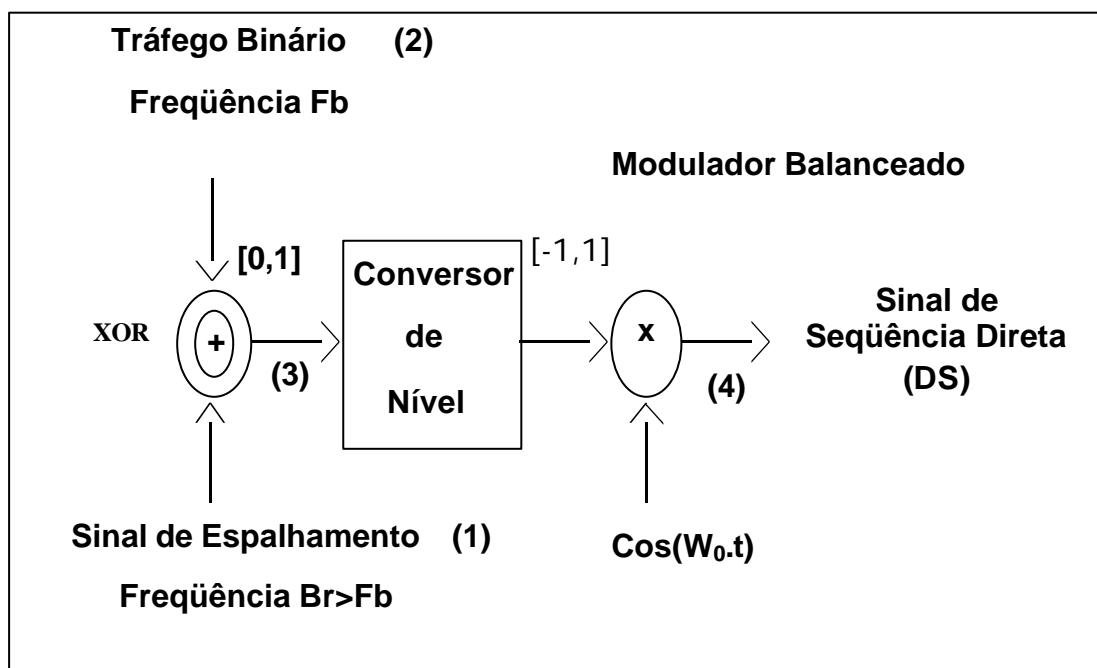 Tráfego Binário (2)
Freqüência Fb
Modulador Balanceado
[0,1]
[-1,1]
XOR
+
(3)
Conversor
de
Nível
x
(4)
Sinal de
Seqüência Direta
(DS)
Sinal de Espalhamento (1)
Freqüência Br>Fb
Cos(W₀.t)